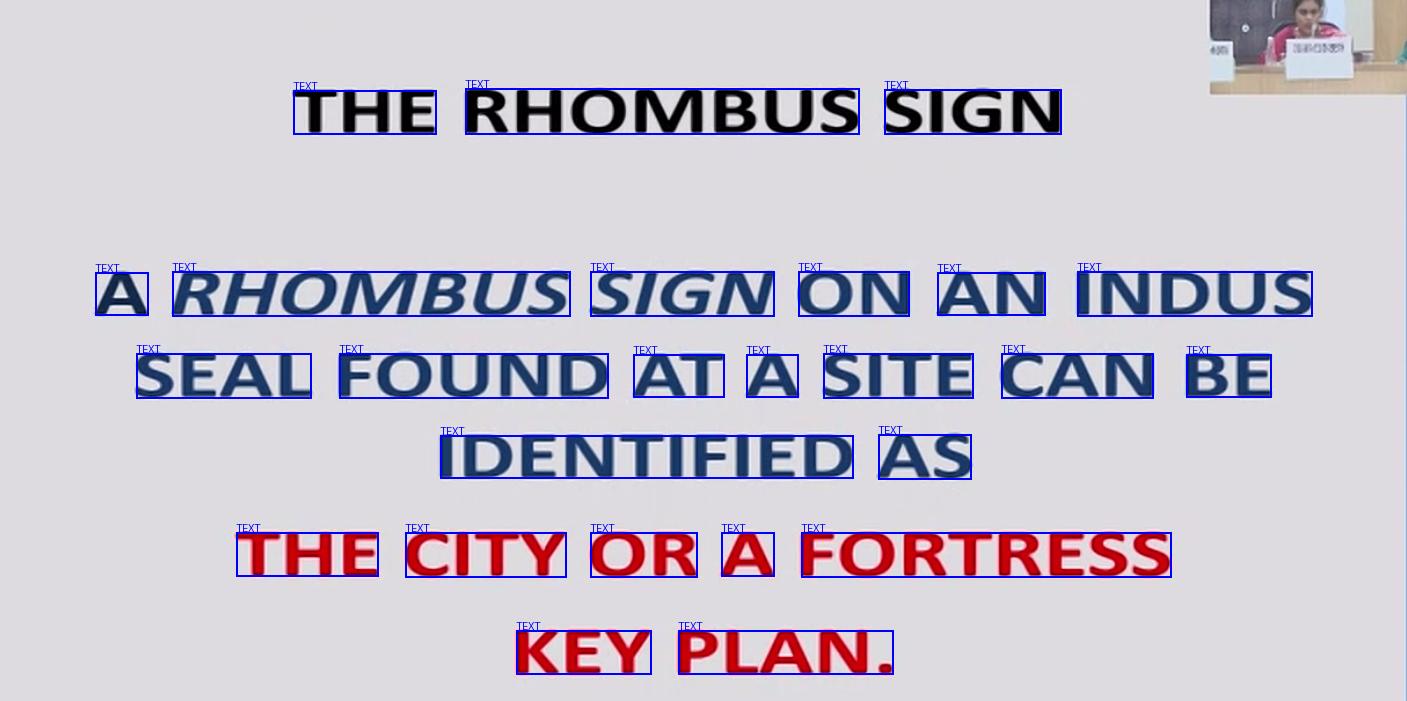 THE RHOMBUS SIGN
A RHOMBUS SIGN ON AN INDUS
SEAL FOUND AT A SITE CAN BE
IDENTIFIED AS
THE CITY OR A FORTRESS
KEY PLAN.